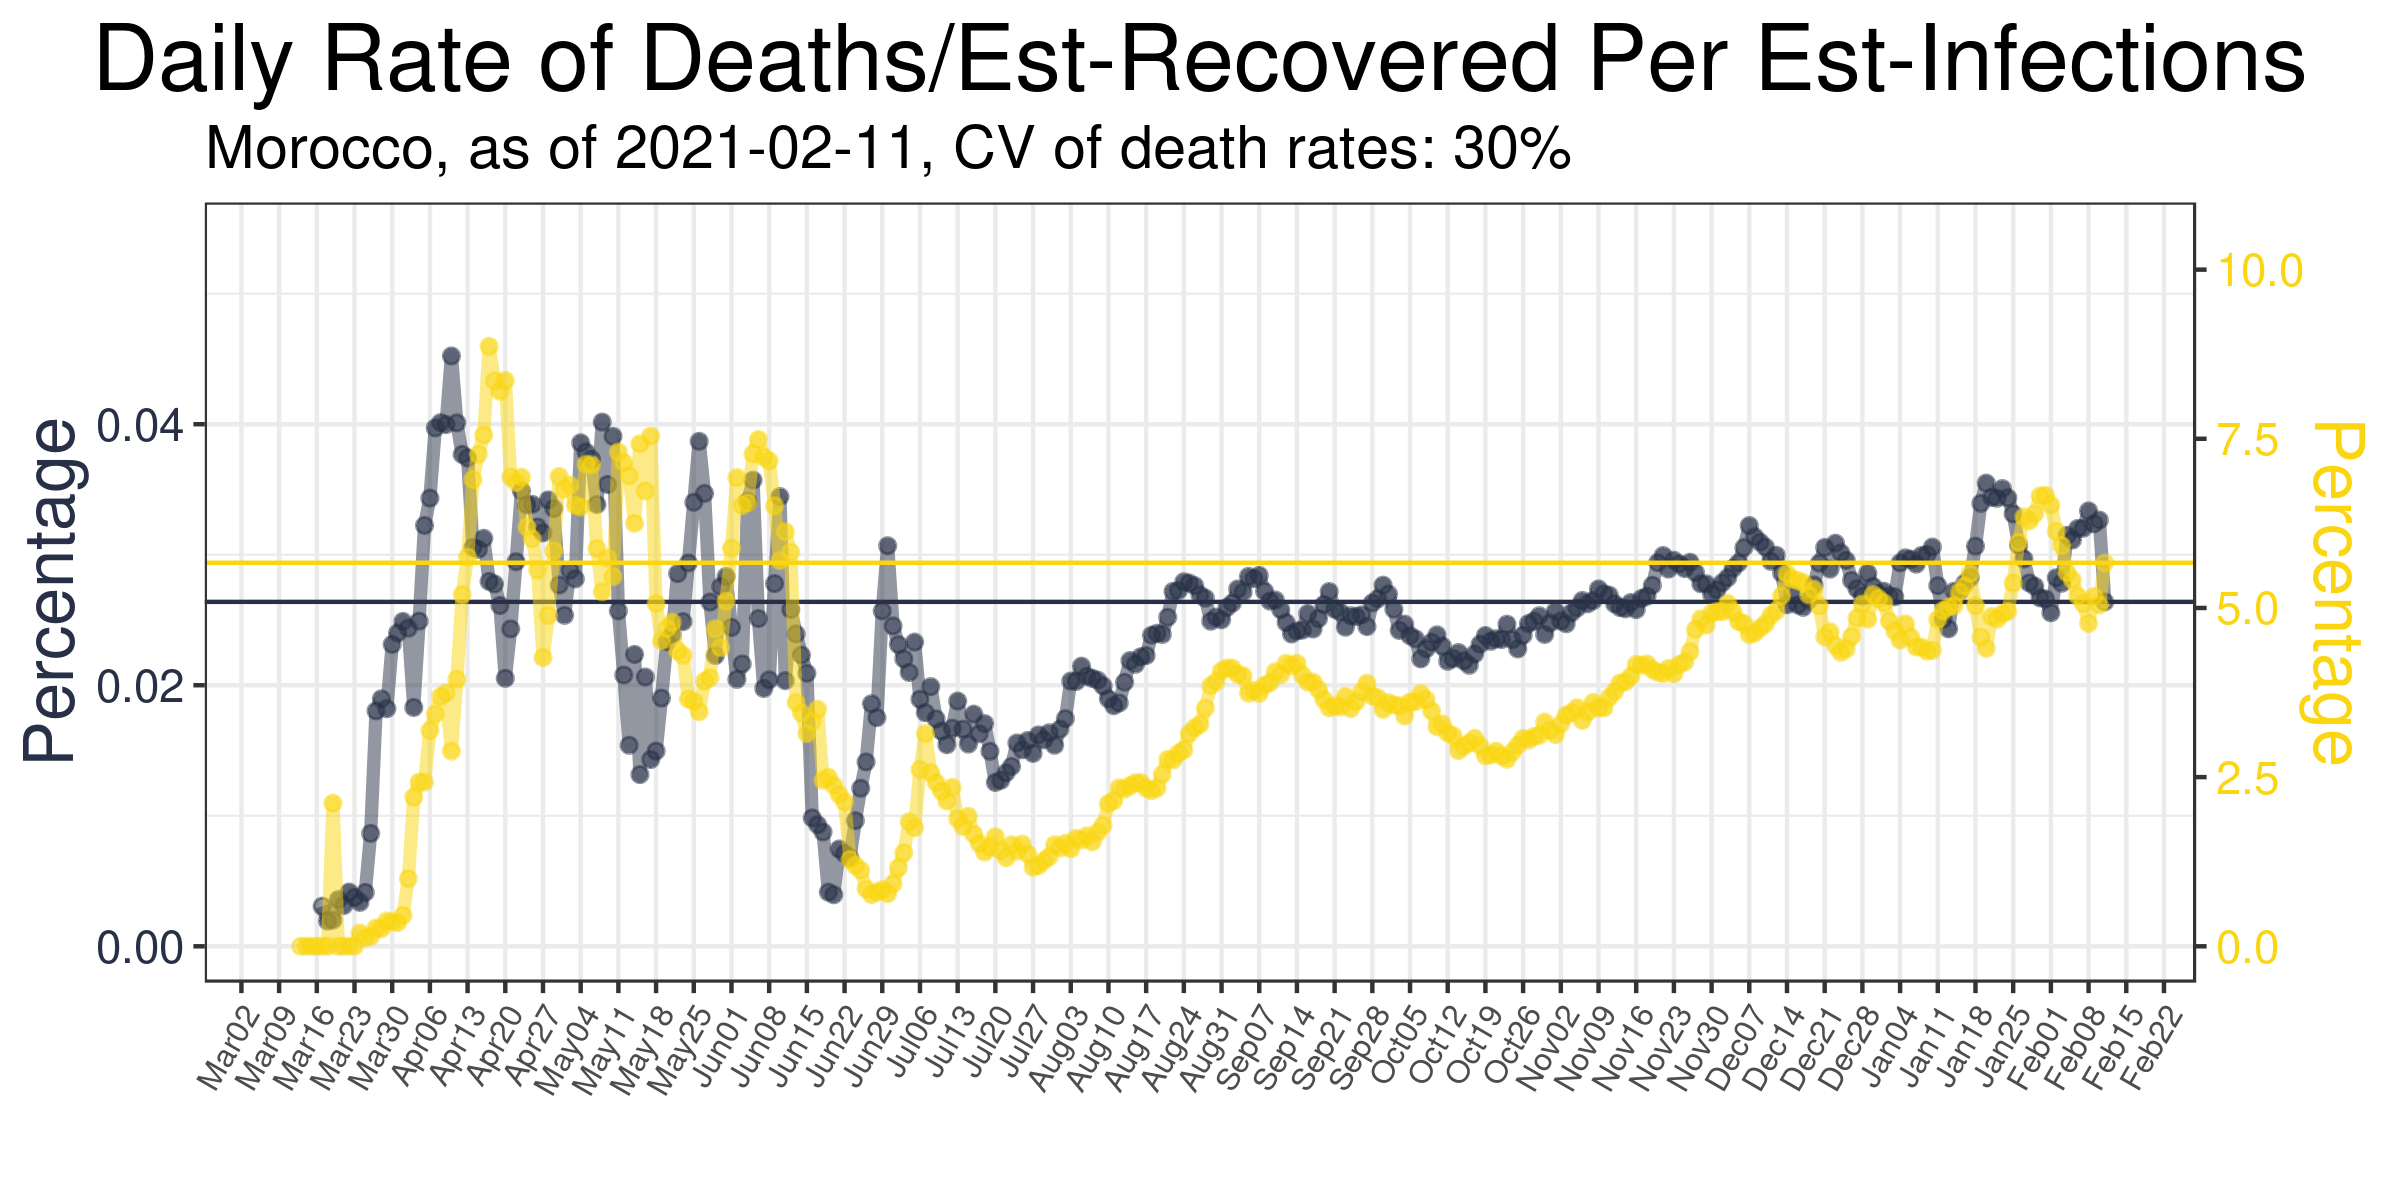 Daily Rate of Deaths/Est-Recovered Per Est-Infections
Morocco, as of 2021-02-11, CV of death rates: 30%
Percentage
0.04
0.02
0.00
10.0
7.5
5.0
2.5
0.0
Percentage
Mar02
Mar09
Mar16
Mar23
Mar30
Apr06
Apr13
Apr20
Apr27
May04
May11
May18
May25
Jun01
Jun08
Jun15
Jun22
Jun29
Jul06
Jul13
Jul20
Jul27
Aug03
Aug10
Aug17
Aug24
Aug31
Sep07
Sep14
Sep21
Sep28
Oct05
Oct12
Oct19
Oct26
Nov02
Nov09
Nov16
Nov23
Nov30
Dec07
Dec14
Dec21
Dec28
Jan04
Jan11
Jan18
Jan25
Feb01
Feb08
Feb15
Feb22